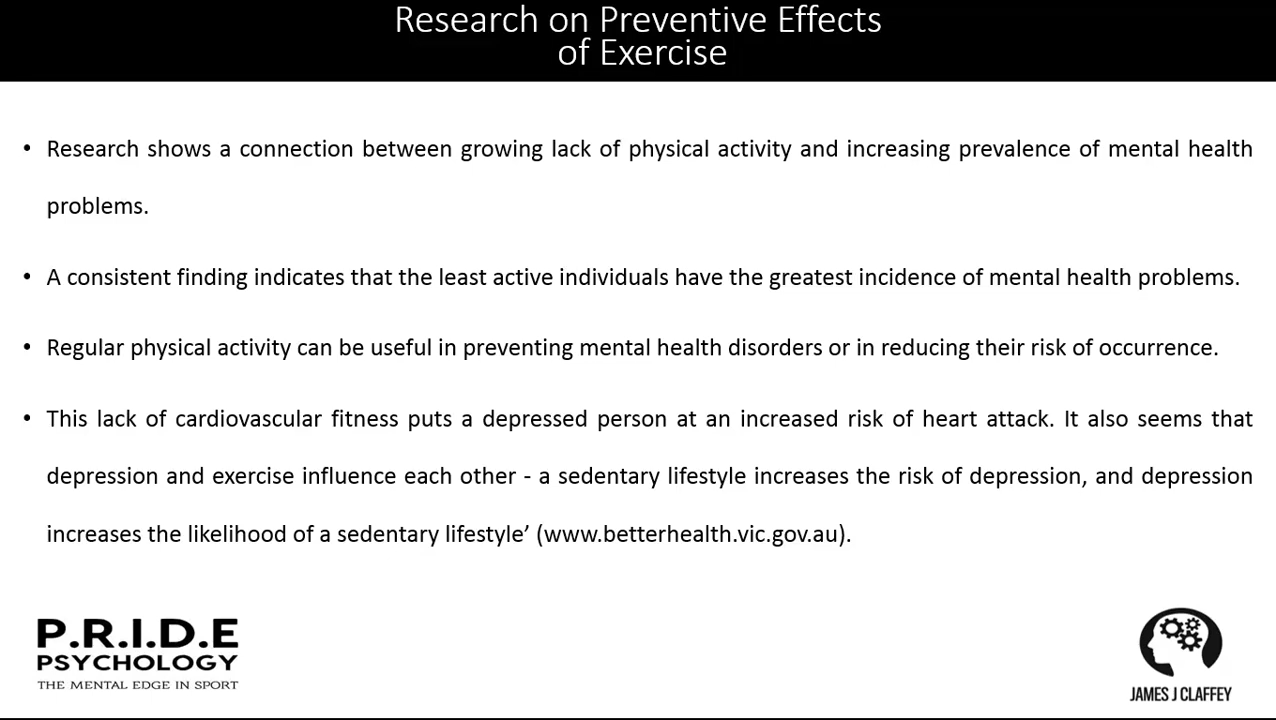 Research on Preventive Effects
of Exercise
• Research shows a connection between growing lack of physical activity and increasing prevalence of mental health
problems.
• A consistent finding indicates that the least active individuals have the greatest incidence of mental health problems.
• Regular physical activity can be useful in preventing mental health disorders or in reducing their risk of occurrence.
• This lack of cardiovascular fitness puts a depressed person at an increased risk of heart attack. It also seems that
depression and exercise influence each other - a sedentary lifestyle increases the risk of depression, and depression
increases the likelihood of a sedentary lifestyle’ (www.betterhealth.vic.gov.au).
P.R.I.D.E
PSYCHOLOGY
THE MENTAL EDGE IN SPORT
JAMES J CLAFFEY